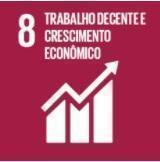 8 TRABALHO DECENTE E
CRESCIMENTO
ECONÔMICO